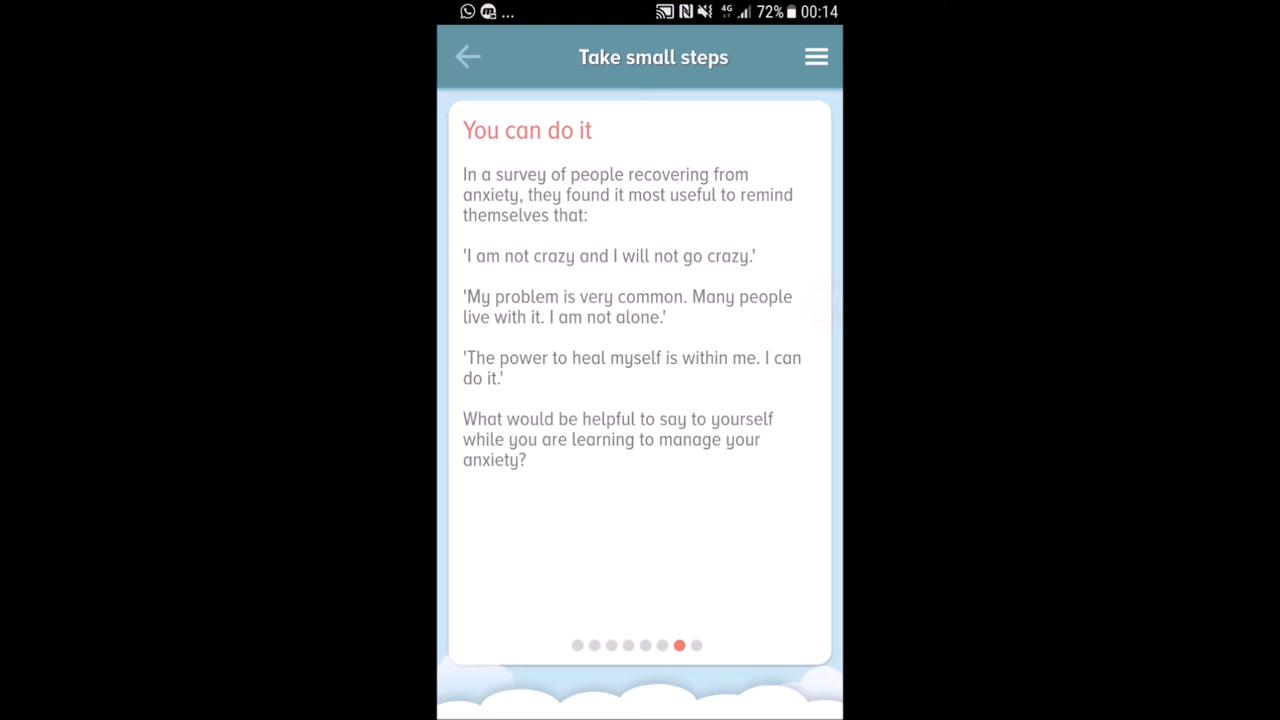 ... 4G 72% 00:14
Take small steps
You can do it
In a survey of people recovering from
anxiety, they found it most useful to remind
themselves that:
'I am not crazy and I will not go crazy.'
'My problem is very common. Many people
live with it. I am not alone.'
'The power to heal myself is within me. I can
do it.'
What would be helpful to say to yourself
while you are learning to manage your
anxiety?